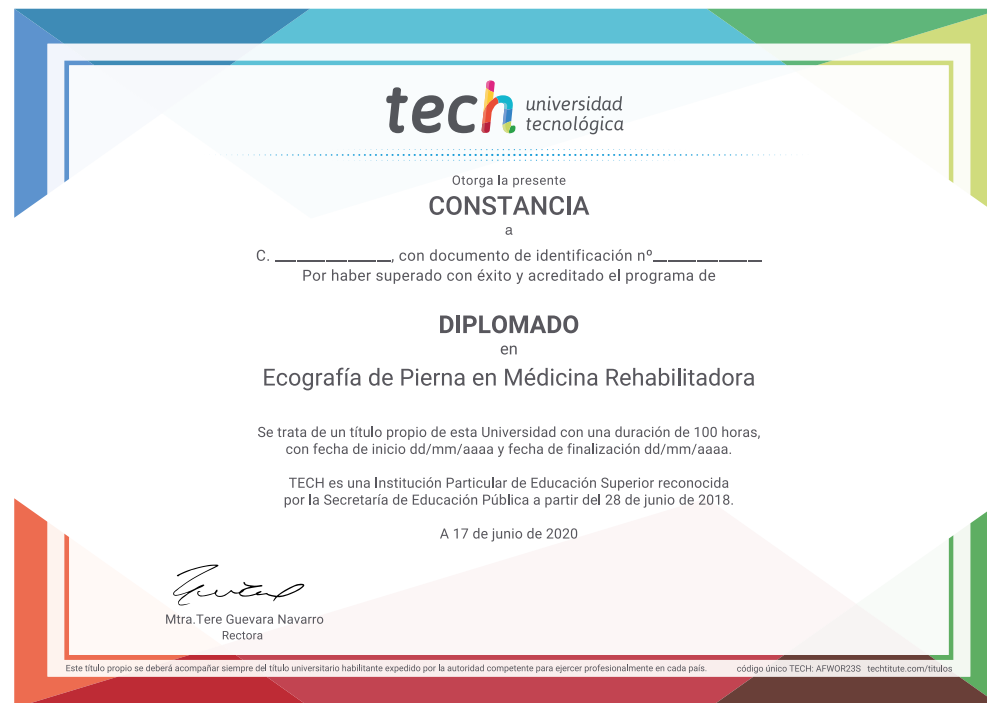 tech universidad
tecnológica
Otorga la presente
CONSTANCIA
a
C. ________________, con documento de identificación nº_______________
Por haber superado con éxito y acreditado el programa de
DIPLOMADO
en
Ecografía de Pierna en Médicina Rehabilitadora
Se trata de un título propio de esta Universidad con una duración de 100 horas,
con fecha de inicio dd/mm/aaaa y fecha de finalización dd/mm/aaaa.
TECH es una Institución Particular de Educación Superior reconocida
por la Secretaría de Educación Pública a partir del 28 de junio de 2018.
A 17 de junio de 2020
Mtra.Tere Guevara Navarro
Rectora
Este título propio se deberá acompañar siempre del título universitario habilitante expedido por la autoridad competente para ejercer profesionalmente en cada país. código único TECH: AFWOR23S techtitute.com/titulos